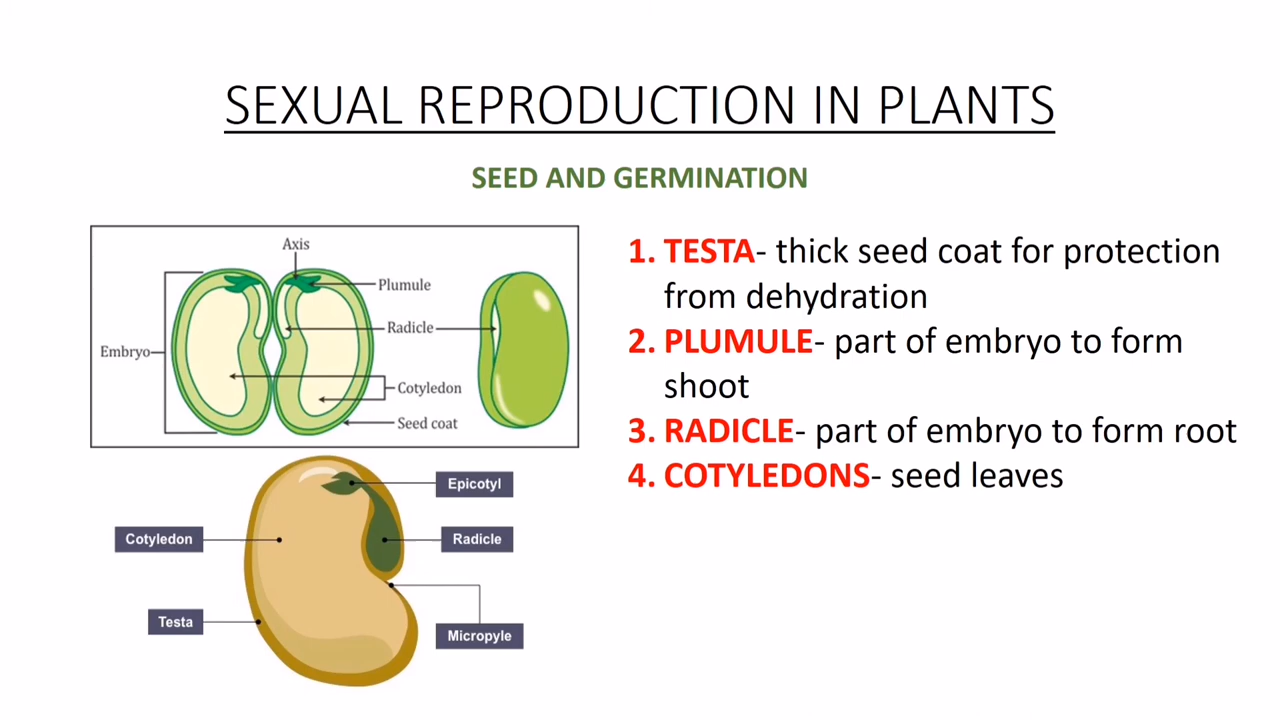 SEXUAL REPRODUCTION IN PLANTS
SEED AND GERMINATION
Axis
Plumule
Radicle
Embryo
Cotyledon
Seed coat
Epicotyl
Cotyledon
Radicle
Testa
Micropyle
1. TESTA- thick seed coat for protection
from dehydration
2. PLUMULE- part of embryo to form
shoot
3. RADICLE- part of embryo to form root
4. COTYLEDONS- seed leaves